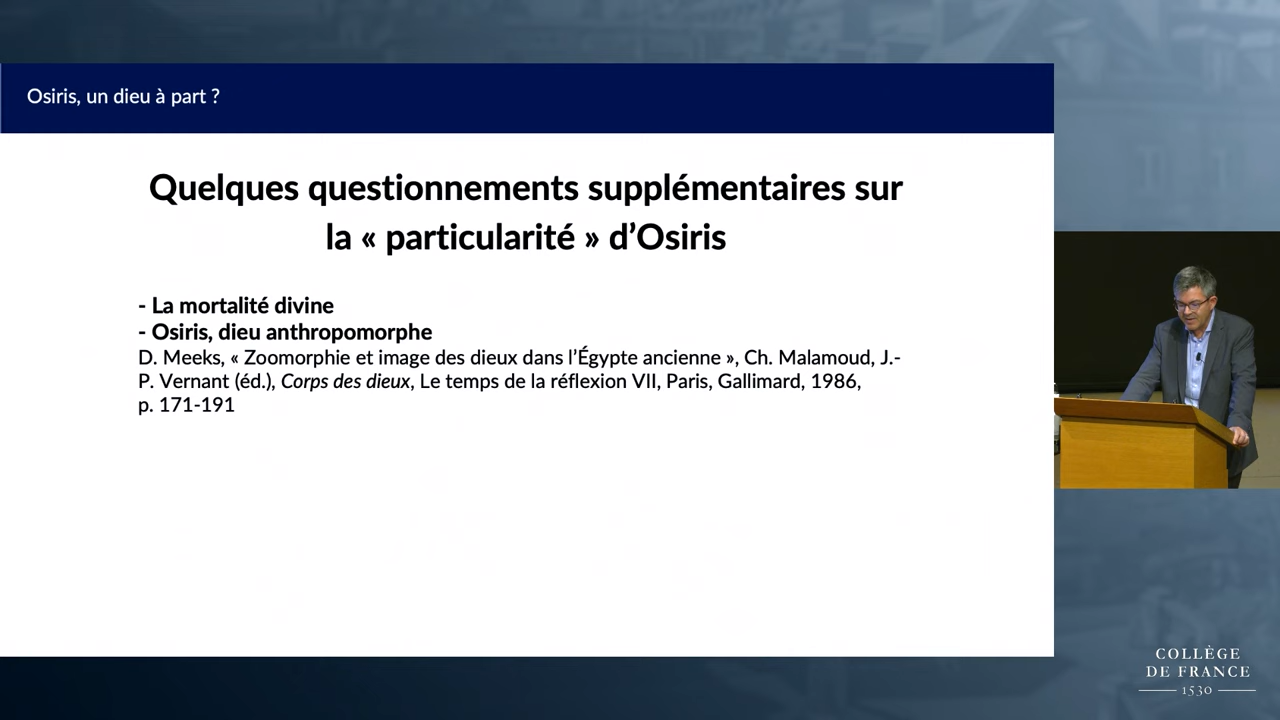 Osiris, un dieu à part ?
Quelques questionnements supplémentaires sur
la « particularité » d’Osiris
- La mortalité divine
- Osiris, dieu anthropomorphe
D. Meeks, « Zoomorphie et image des dieux dans l’Égypte ancienne », Ch. Malamoud, J.-
P. Vernant (éd.), Corps des dieux, Le temps de la réflexion VII, Paris, Gallimard, 1986,
p. 171-191
COLLÈGE
DE FRANCE
1530